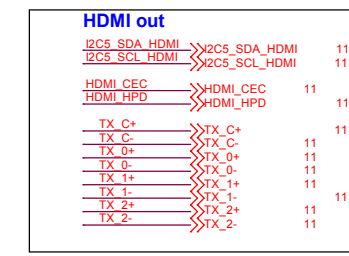 HDMI out
I2C5_SDA_HDMI I2C5_SDA_HDMI 11
I2C5_SCL_HDMI I2C5_SCL_HDMI 11
HDMI_CEC HDMI_CEC 11
HDMI_HPD HDMI_HPD 11
TX_C+ TX_C+ 11
TX_C- TX_C- 11
TX_0+ TX_0+ 11
TX_0- TX_0- 11
TX_1+ TX_1+ 11
TX_1- TX_1- 11
TX_2+ TX_2+ 11
TX_2- TX_2- 11